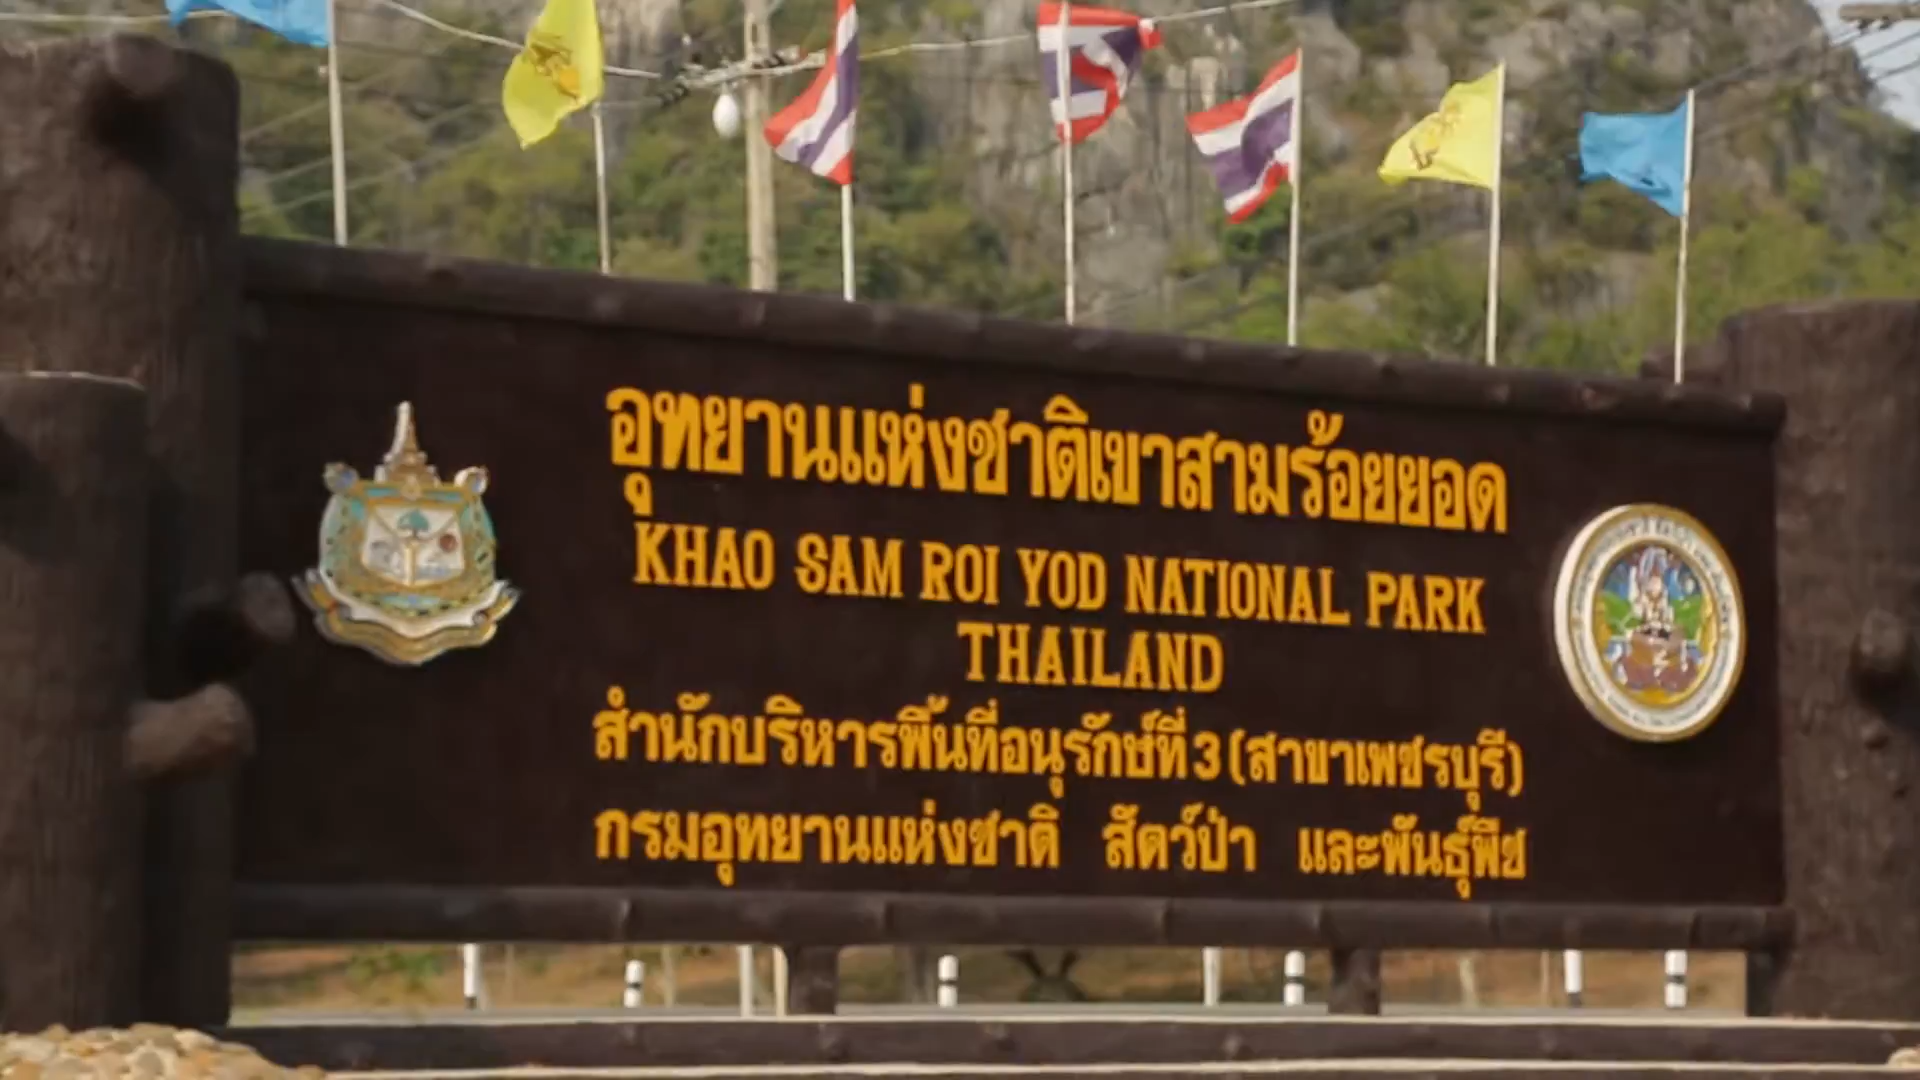 อุทยานแห่งชาติเขาสามร้อยยอด
KHAO SAM ROI YOD NATIONAL PARK
THAILAND
สำนักบริหารพื้นที่อนุรักษ์ที่ 3 (สาขาเพชรบุรี)
กรมอุทยานแห่งชาติ สัตว์ป่า และพันธุ์พืช